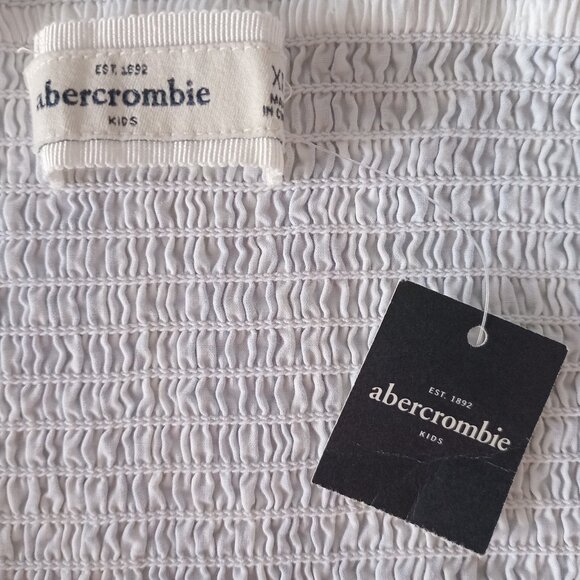 EST. 1892
abercrombie
KIDS
EST. 1892
abercrombie
KIDS